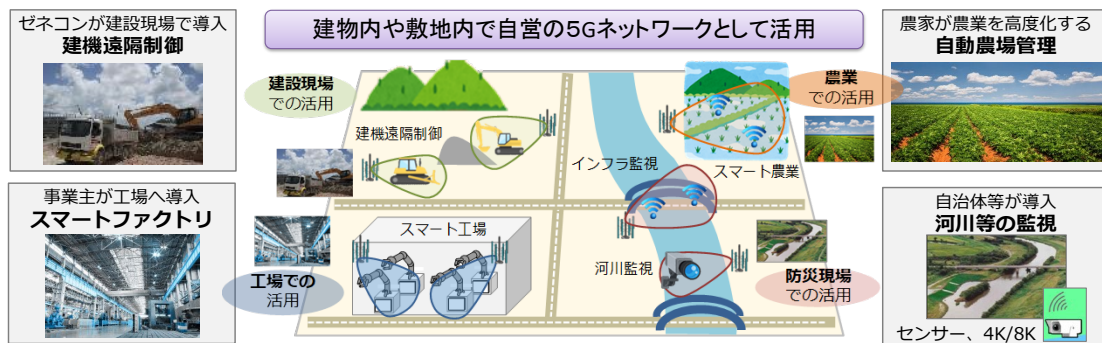 建物内や敷地内で自営の5Gネットワークとして活用
ゼネコンが建設現場で導入
建機遠隔制御
建設現場
での活用
建機遠隔制御
農業
での活用
農家が農業を高度化する
自動農場管理
インフラ監視
スマート農業
事業主が工場へ導入
スマートファクトリ
スマート工場
工場での
活用
河川監視
防災現場
での活用
自治体等が導入
河川等の監視
センサー、4K/8K